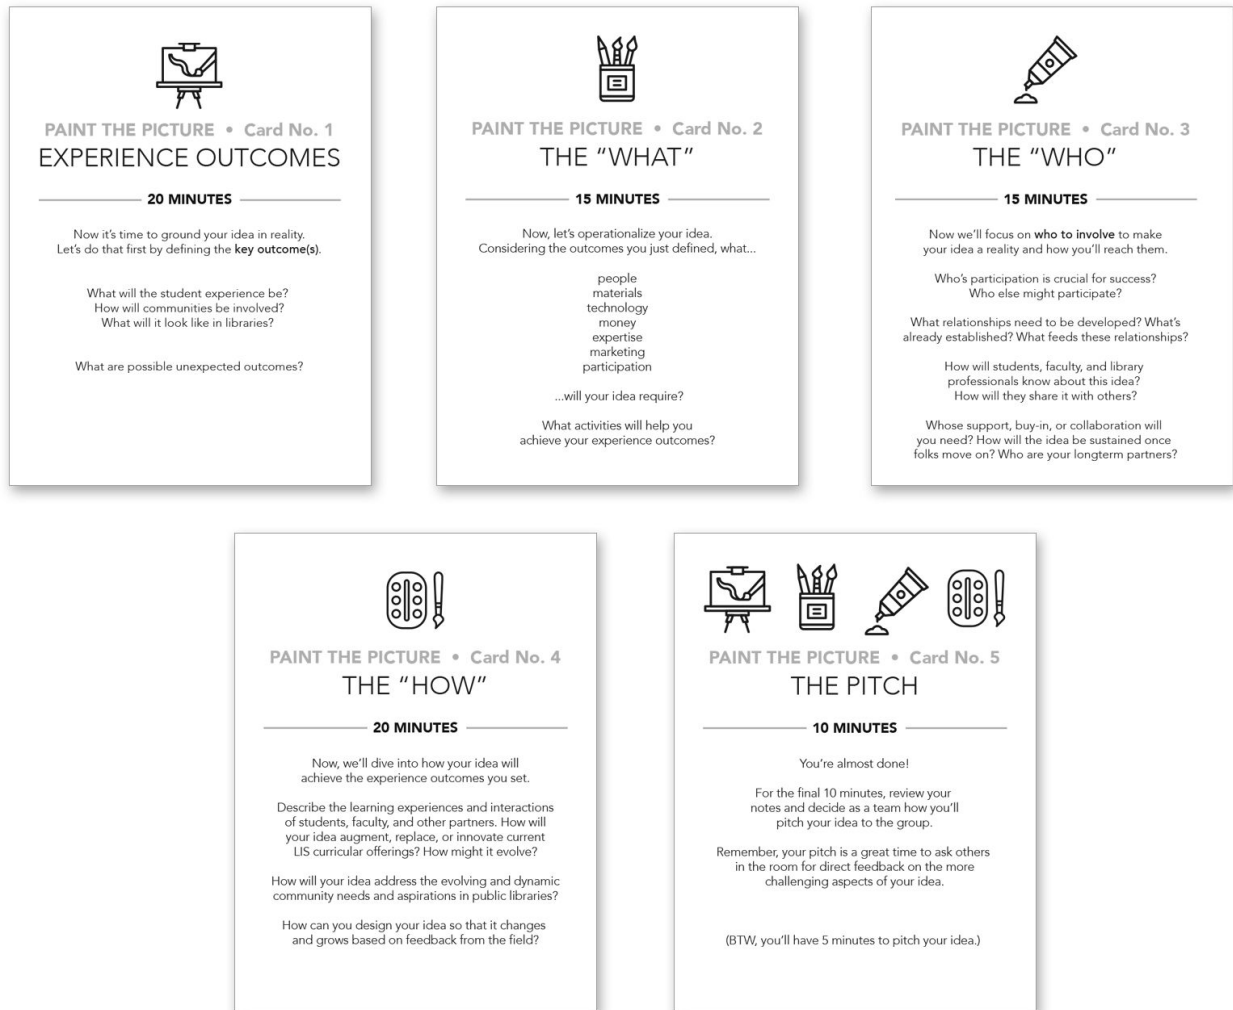 PAINT THE PICTURE • Card No. 1
EXPERIENCE OUTCOMES
20 MINUTES
Now it's time to ground your idea in reality.
Let's do that first by defining the key outcome(s).
What will the student experience be?
How will communities be involved?
What will it look like in libraries?
What are possible unexpected outcomes?
PAINT THE PICTURE • Card No. 2
THE “WHAT”
15 MINUTES
Now, let's operationalize your idea.
Considering the outcomes you just defined, what...
people
materials
technology
money
expertise
marketing
participation
...will your idea require?
What activities will help you
achieve your experience outcomes?
PAINT THE PICTURE • Card No. 3
THE “WHO”
15 MINUTES
Now we'll focus on who to involve to make
your idea a reality and how you'll reach them.
Who's participation is crucial for success?
Who else might participate?
What relationships need to be developed? What's
already established? What feeds these relationships?
How will students, faculty, and library
professionals know about this idea?
How will they share it with others?
Whose support, buy-in, or collaboration will
you need? How will the idea be sustained once
folks move on? Who are your longterm partners?
PAINT THE PICTURE • Card No. 4
THE “HOW”
20 MINUTES
Now, we'll dive into how your idea will
achieve the experience outcomes you set.
Describe the learning experiences and interactions
of students, faculty, and other partners. How will
your idea augment, replace, or innovate current
LIS curricular offerings? How might it evolve?
How will your idea address the evolving and dynamic
community needs and aspirations in public libraries?
How can you design your idea so that it changes
and grows based on feedback from the field?
PAINT THE PICTURE • Card No. 5
THE PITCH
10 MINUTES
You're almost done!
For the final 10 minutes, review your
notes and decide as a team how you'll
pitch your idea to the group.
Remember, your pitch is a great time to ask others
in the room for direct feedback on the more
challenging aspects of your idea.
(BTW, you'll have 5 minutes to pitch your idea.)